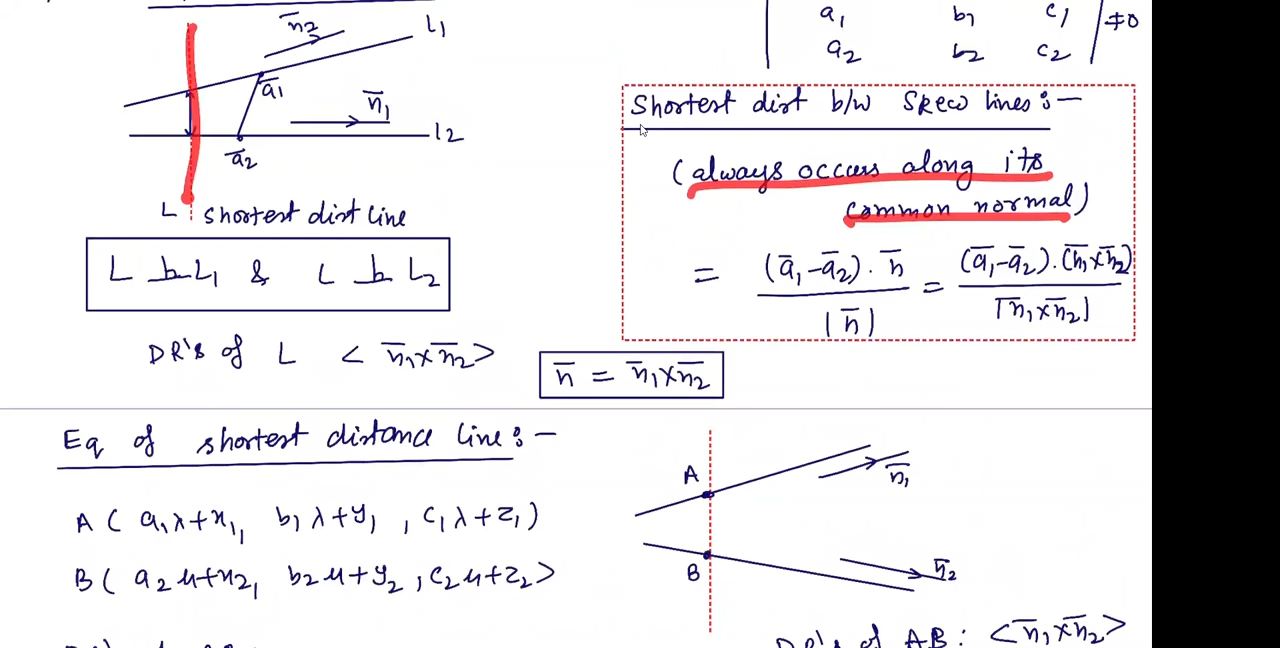 n̄2
L1
ā1
n̄1
L2
ā2
L shortest dist line
L ⊥ L1 & L ⊥ L2
DR's of L < n̄1×n̄2>
n̄ = n̄1×n̄2
a1 b1 c1
a2 b2 c2 ≠0
Shortest dist b/w Skew lines:-
(always occurs along its
common normal)
= (ā1-ā2). n̄ / |n̄| = (ā1-ā2).(n̄1×n̄2) / |n̄1×n̄2|
Eq of shortest distance line:-
A ( a1λ+x1, b1λ+y1, c1λ+z1)
B( a2μ+x2, b2μ+y2, c2μ+z2>
A
n̄1
B
n̄2
DR's of AB: <n̄1×n̄2>